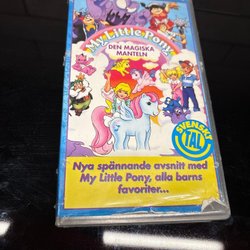 My Little Pony
DEN MAGISKA
MANTELN
SVENSKT
TAL
Nya spännande avsnitt med
My Little Pony, alla barns
favoriter...